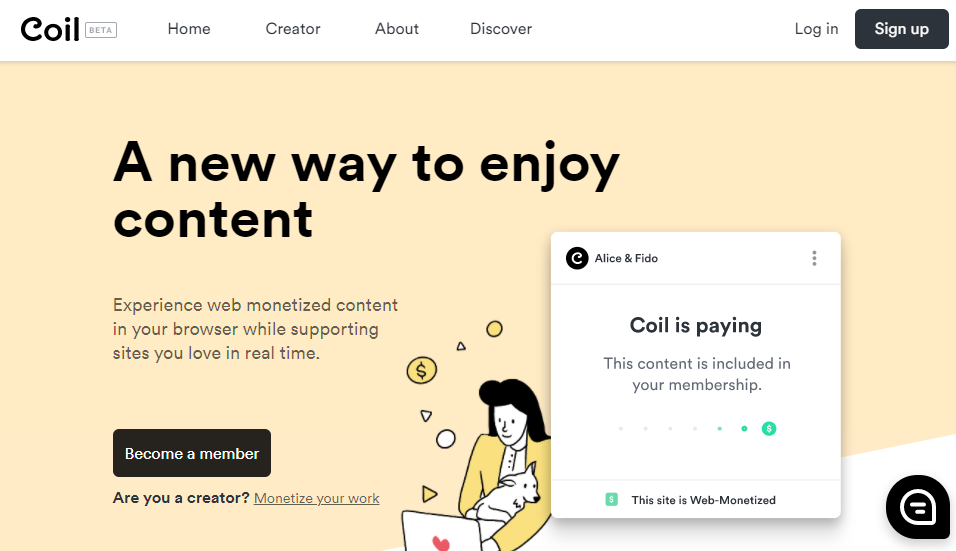 Coil BETA Home Creator About Discover Log in Sign up
A new way to enjoy
content
Experience web monetized content
in your browser while supporting
sites you love in real time.
Become a member
Are you a creator? Monetize your work
Alice & Fido
Coil is paying
This content is included in
your membership.
$
$
$ This site is Web-Monetized